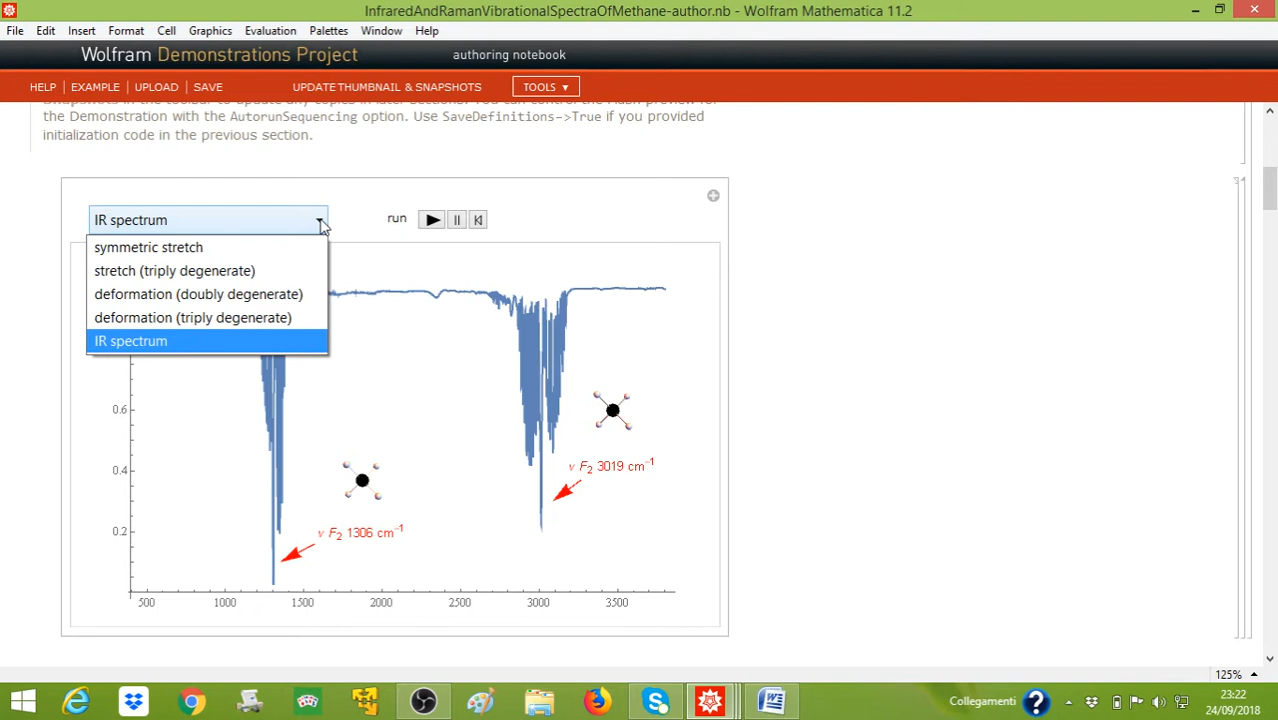 InfraredAndRamanVibrationalSpectraOfMethane-author.nb - Wolfram Mathematica 11.2
File Edit Insert Format Cell Graphics Evaluation Palettes Window Help
Wolfram Demonstrations Project authoring notebook
HELP | EXAMPLE | UPLOAD | SAVE UPDATE THUMBNAIL & SNAPSHOTS TOOLS ▼
the Demonstration with the AutorunSequencing option. Use SaveDefinitions->True if you provided
initialization code in the previous section.
IR spectrum run
symmetric stretch
stretch (triply degenerate)
deformation (doubly degenerate)
deformation (triply degenerate)
IR spectrum
0.6
0.4
ν F₂ 3019 cm⁻¹
0.2
ν F₂ 1306 cm⁻¹
500 1000 1500 2000 2500 3000 3500
125%
Collegamenti
23:22
24/09/2018